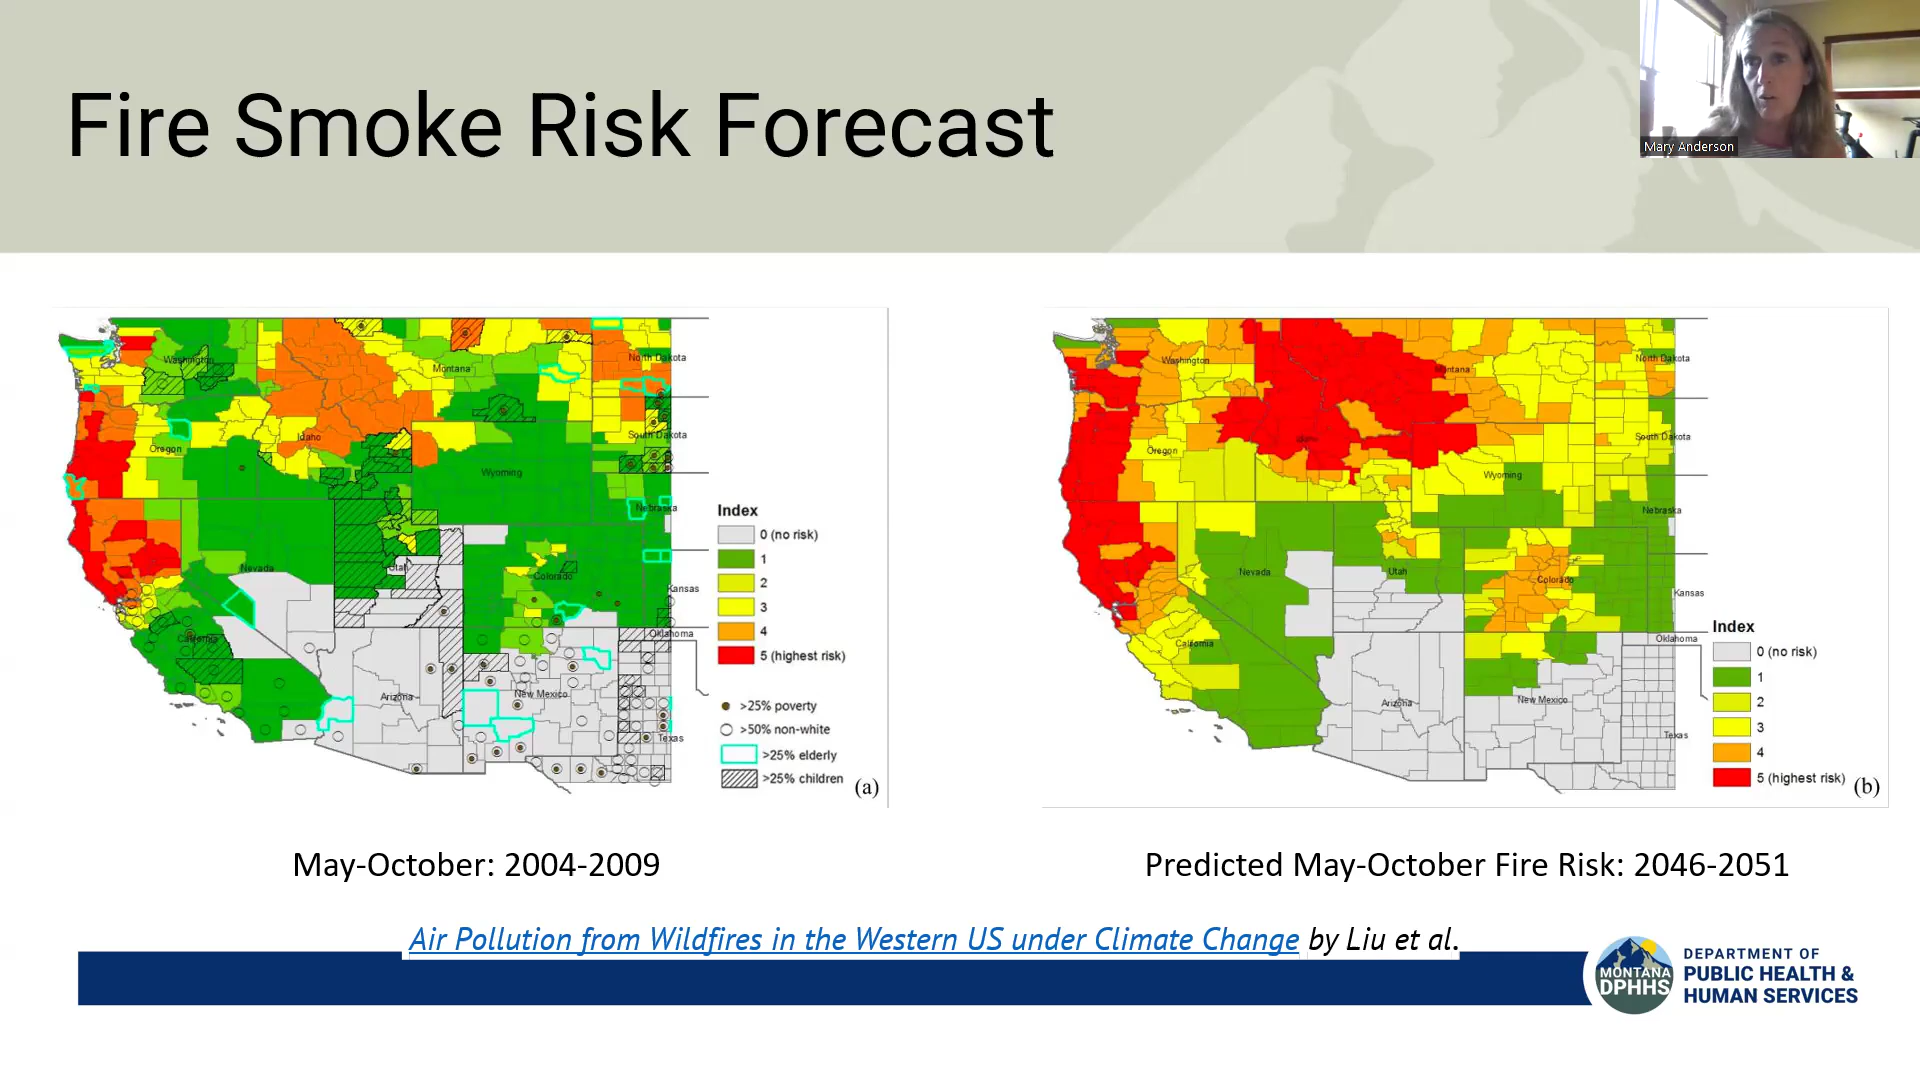 Fire Smoke Risk Forecast
Mary Anderson
Washington
Montana
North Dakota
Idaho
Oregon
South Dakota
Wyoming
Nebraska
Nevada
Utah
Colorado
Kansas
California
Oklahoma
Arizona
New Mexico
Texas
Index
0 (no risk)
1
2
3
4
5 (highest risk)
>25% poverty
>50% non-white
>25% elderly
>25% children
(a)
Washington
Montana
North Dakota
Idaho
Oregon
South Dakota
Wyoming
Nebraska
Nevada
Utah
Colorado
Kansas
California
Oklahoma
Arizona
New Mexico
Texas
Index
0 (no risk)
1
2
3
4
5 (highest risk)
(b)
May-October: 2004-2009
Predicted May-October Fire Risk: 2046-2051
Air Pollution from Wildfires in the Western US under Climate Change by Liu et al.
MONTANA
DPHHS
DEPARTMENT OF
PUBLIC HEALTH &
HUMAN SERVICES